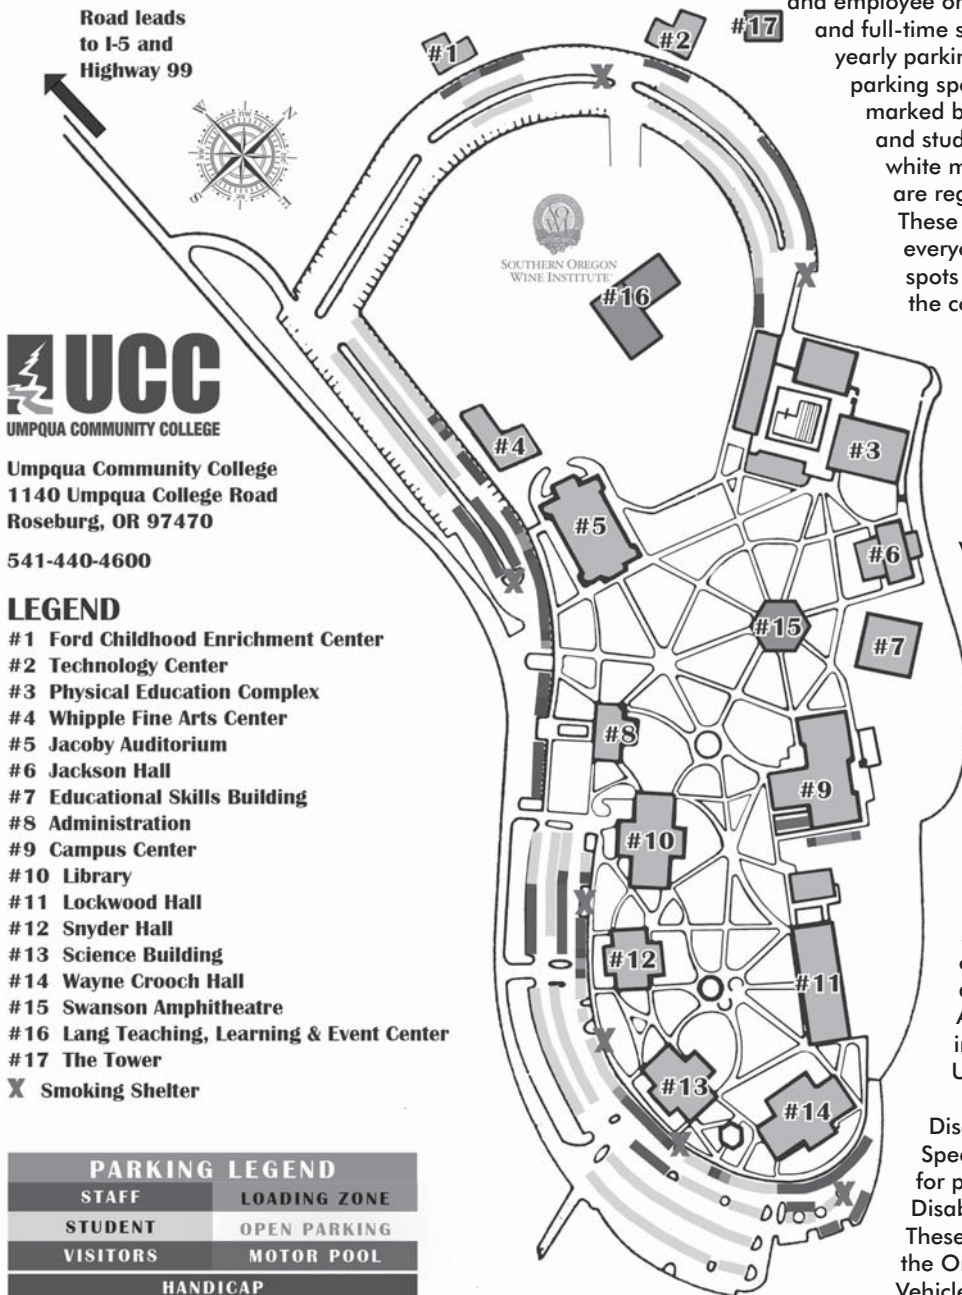 Road leads
to I-5 and
Highway 99
W
N
S
E
#1
#2
#17
and employee or
and full-time s
yearly parkin
parking sp
marked b
and stud
white m
are reg
These
everyo
spots
the co
SOUTHERN OREGON
WINE INSTITUTE
#16
UCC
UMPQUA COMMUNITY COLLEGE
Umpqua Community College
1140 Umpqua College Road
Roseburg, OR 97470
541-440-4600
#4
#3
#5
#6
#15
#7
#8
#9
#10
#11
#12
#13
#14
LEGEND
#1 Ford Childhood Enrichment Center
#2 Technology Center
#3 Physical Education Complex
#4 Whipple Fine Arts Center
#5 Jacoby Auditorium
#6 Jackson Hall
#7 Educational Skills Building
#8 Administration
#9 Campus Center
#10 Library
#11 Lockwood Hall
#12 Snyder Hall
#13 Science Building
#14 Wayne Crooch Hall
#15 Swanson Amphitheatre
#16 Lang Teaching, Learning & Event Center
#17 The Tower
X Smoking Shelter
PARKING LEGEND
STAFF LOADING ZONE
STUDENT OPEN PARKING
VISITORS MOTOR POOL
HANDICAP
A
in
U
Dis
Spe
for p
Disab
These
the O
Vehicle